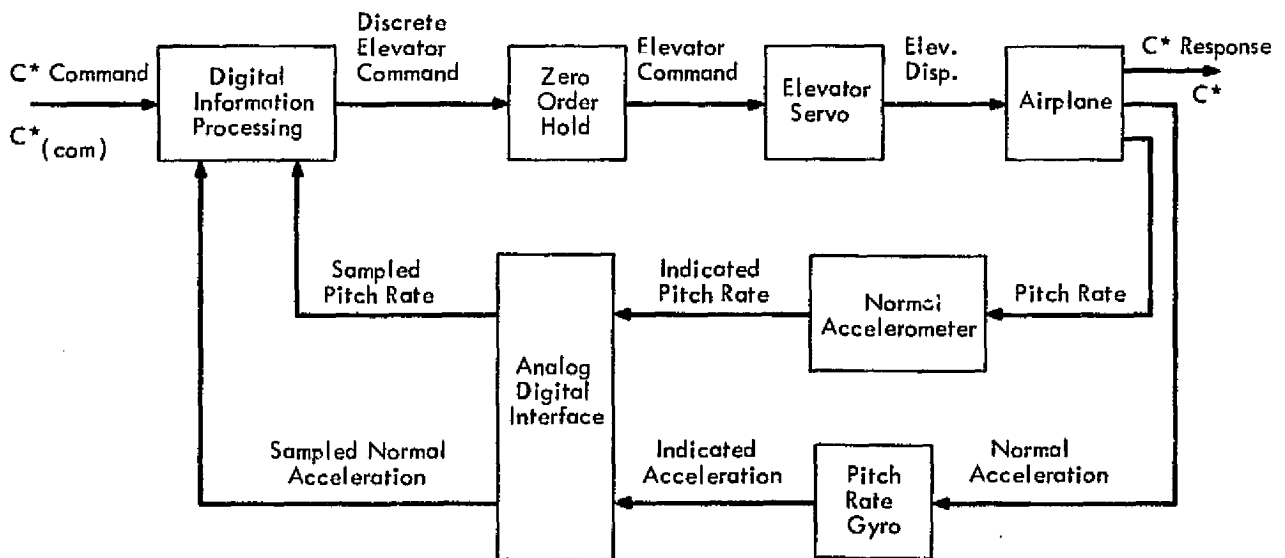 C* Command
C*(com)
Digital
Information
Processing
Discrete
Elevator
Command
Zero
Order
Hold
Elevator
Command
Elevator
Servo
Elev.
Disp.
Airplane
C* Response
C*
Sampled
Pitch Rate
Indicated
Pitch Rate
Normal
Accelerometer
Pitch Rate
Analog
Digital
Interface
Sampled Normal
Acceleration
Indicated
Acceleration
Pitch
Rate
Gyro
Normal
Acceleration